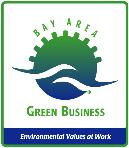 BAY AREA
GREEN BUSINESS
Environmental Values at Work